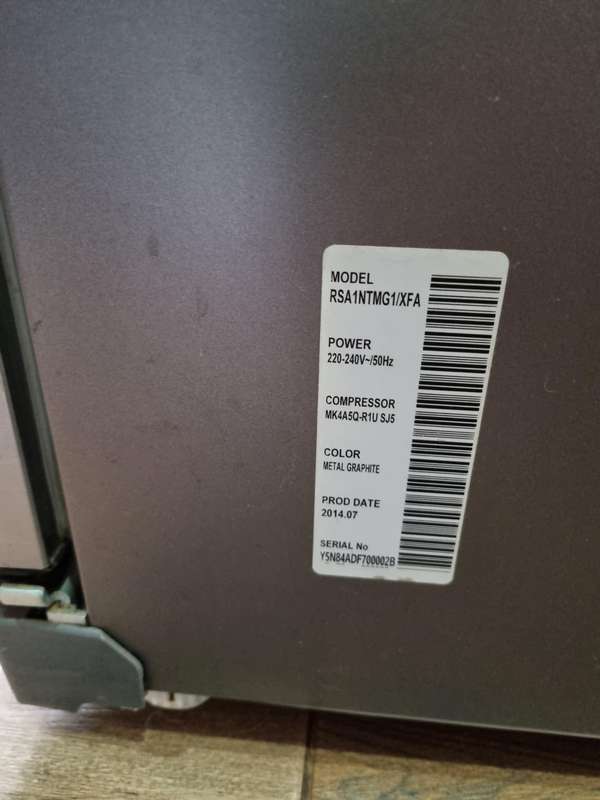 MODEL
RSA1NTMG1/XFA
POWER
220-240V~/50Hz
COMPRESSOR
MK4A5Q-R1U SJ5
COLOR
METAL GRAPHITE
PROD DATE
2014.07
SERIAL No
Y5N84ADF700002B